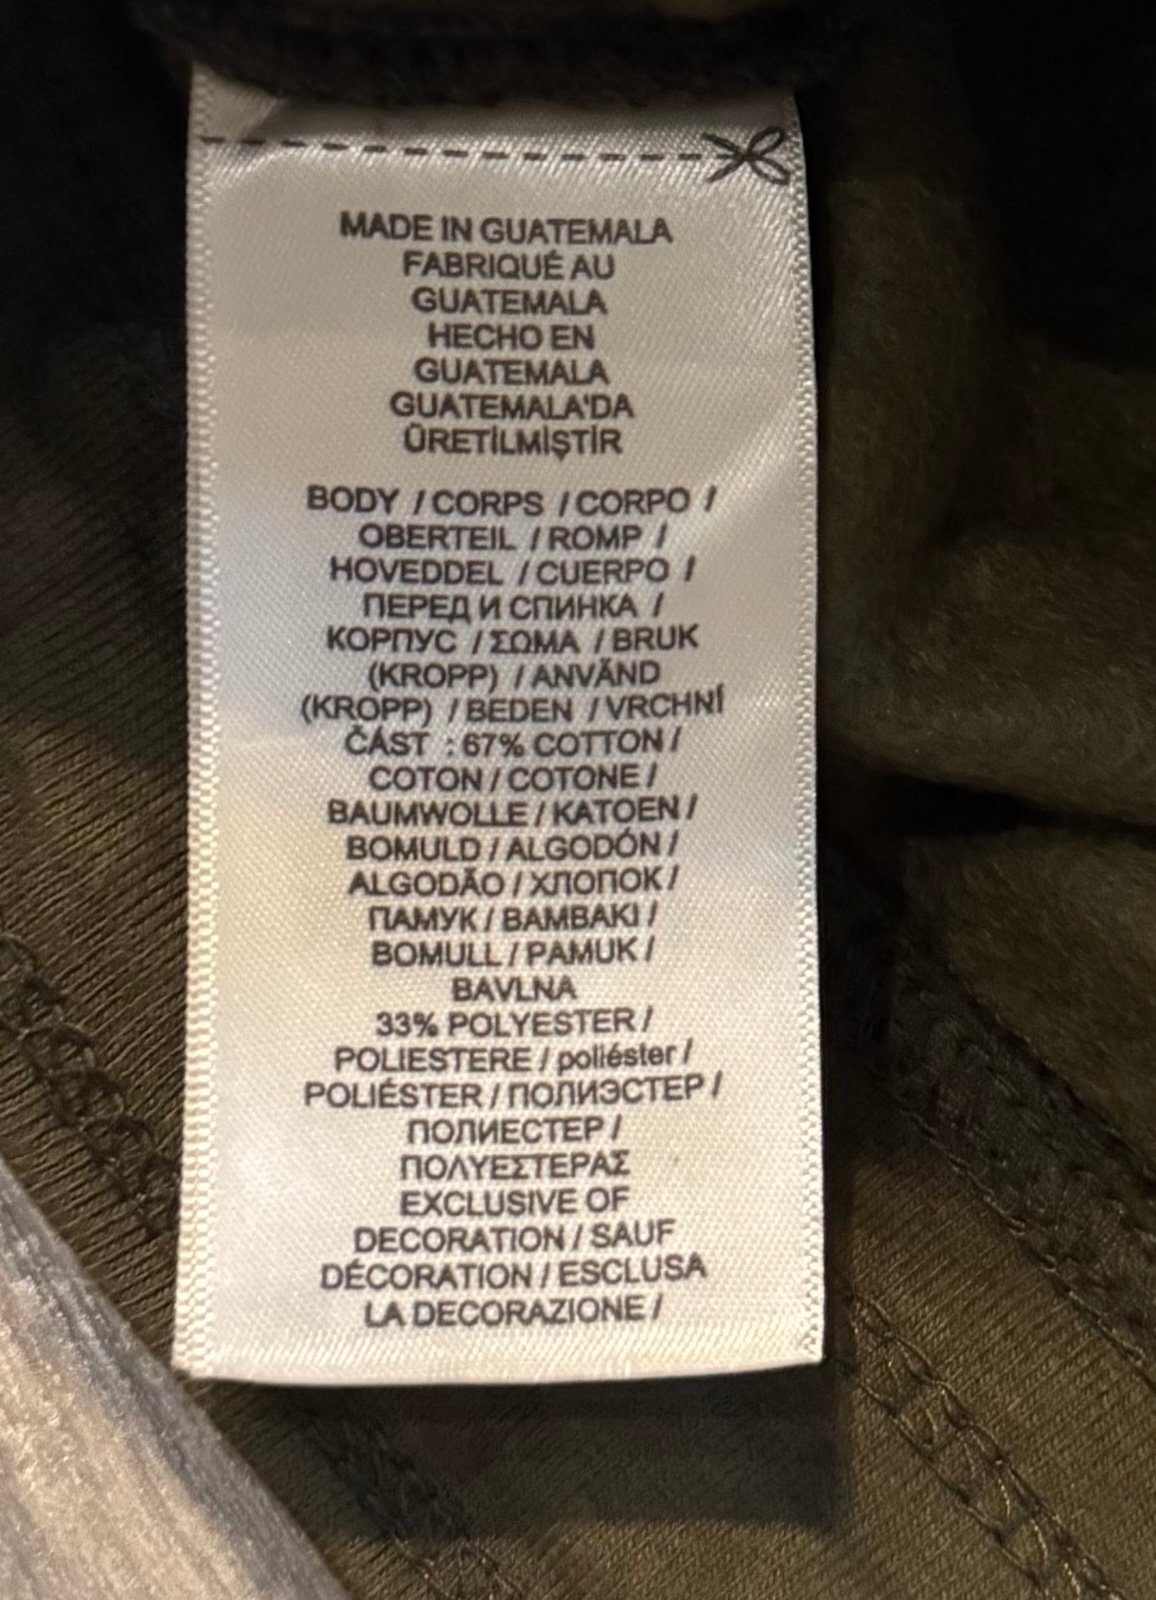 MADE IN GUATEMALA
FABRIQUÉ AU
GUATEMALA
HECHO EN
GUATEMALA
GUATEMALA'DA
ÜRETİLMİŞTİR
BODY / CORPS / CORPO /
OBERTEIL / ROMP /
HOVEDDEL / CUERPO /
ПЕРЕД И СПИНКА /
КОРПУС / ΣΩΜΑ / BRUK
(KROPP) / ANVÄND
(KROPP) / BEDEN / VRCHNÍ
ČÁST : 67% COTTON /
COTON / COTONE /
BAUMWOLLE / KATOEN /
BOMULD / ALGODÓN /
ALGODÃO / ХЛОПОК /
ПАМУК / BAMBAKI /
BOMULL / PAMUK /
BAVLNA
33% POLYESTER /
POLIESTERE / poliéster /
POLIÉSTER / ПОЛИЭСТЕР /
ПОЛИЕСТЕР /
ΠΟΛΥΕΣΤΕΡΑΣ
EXCLUSIVE OF
DECORATION / SAUF
DÉCORATION / ESCLUSA
LA DECORAZIONE /